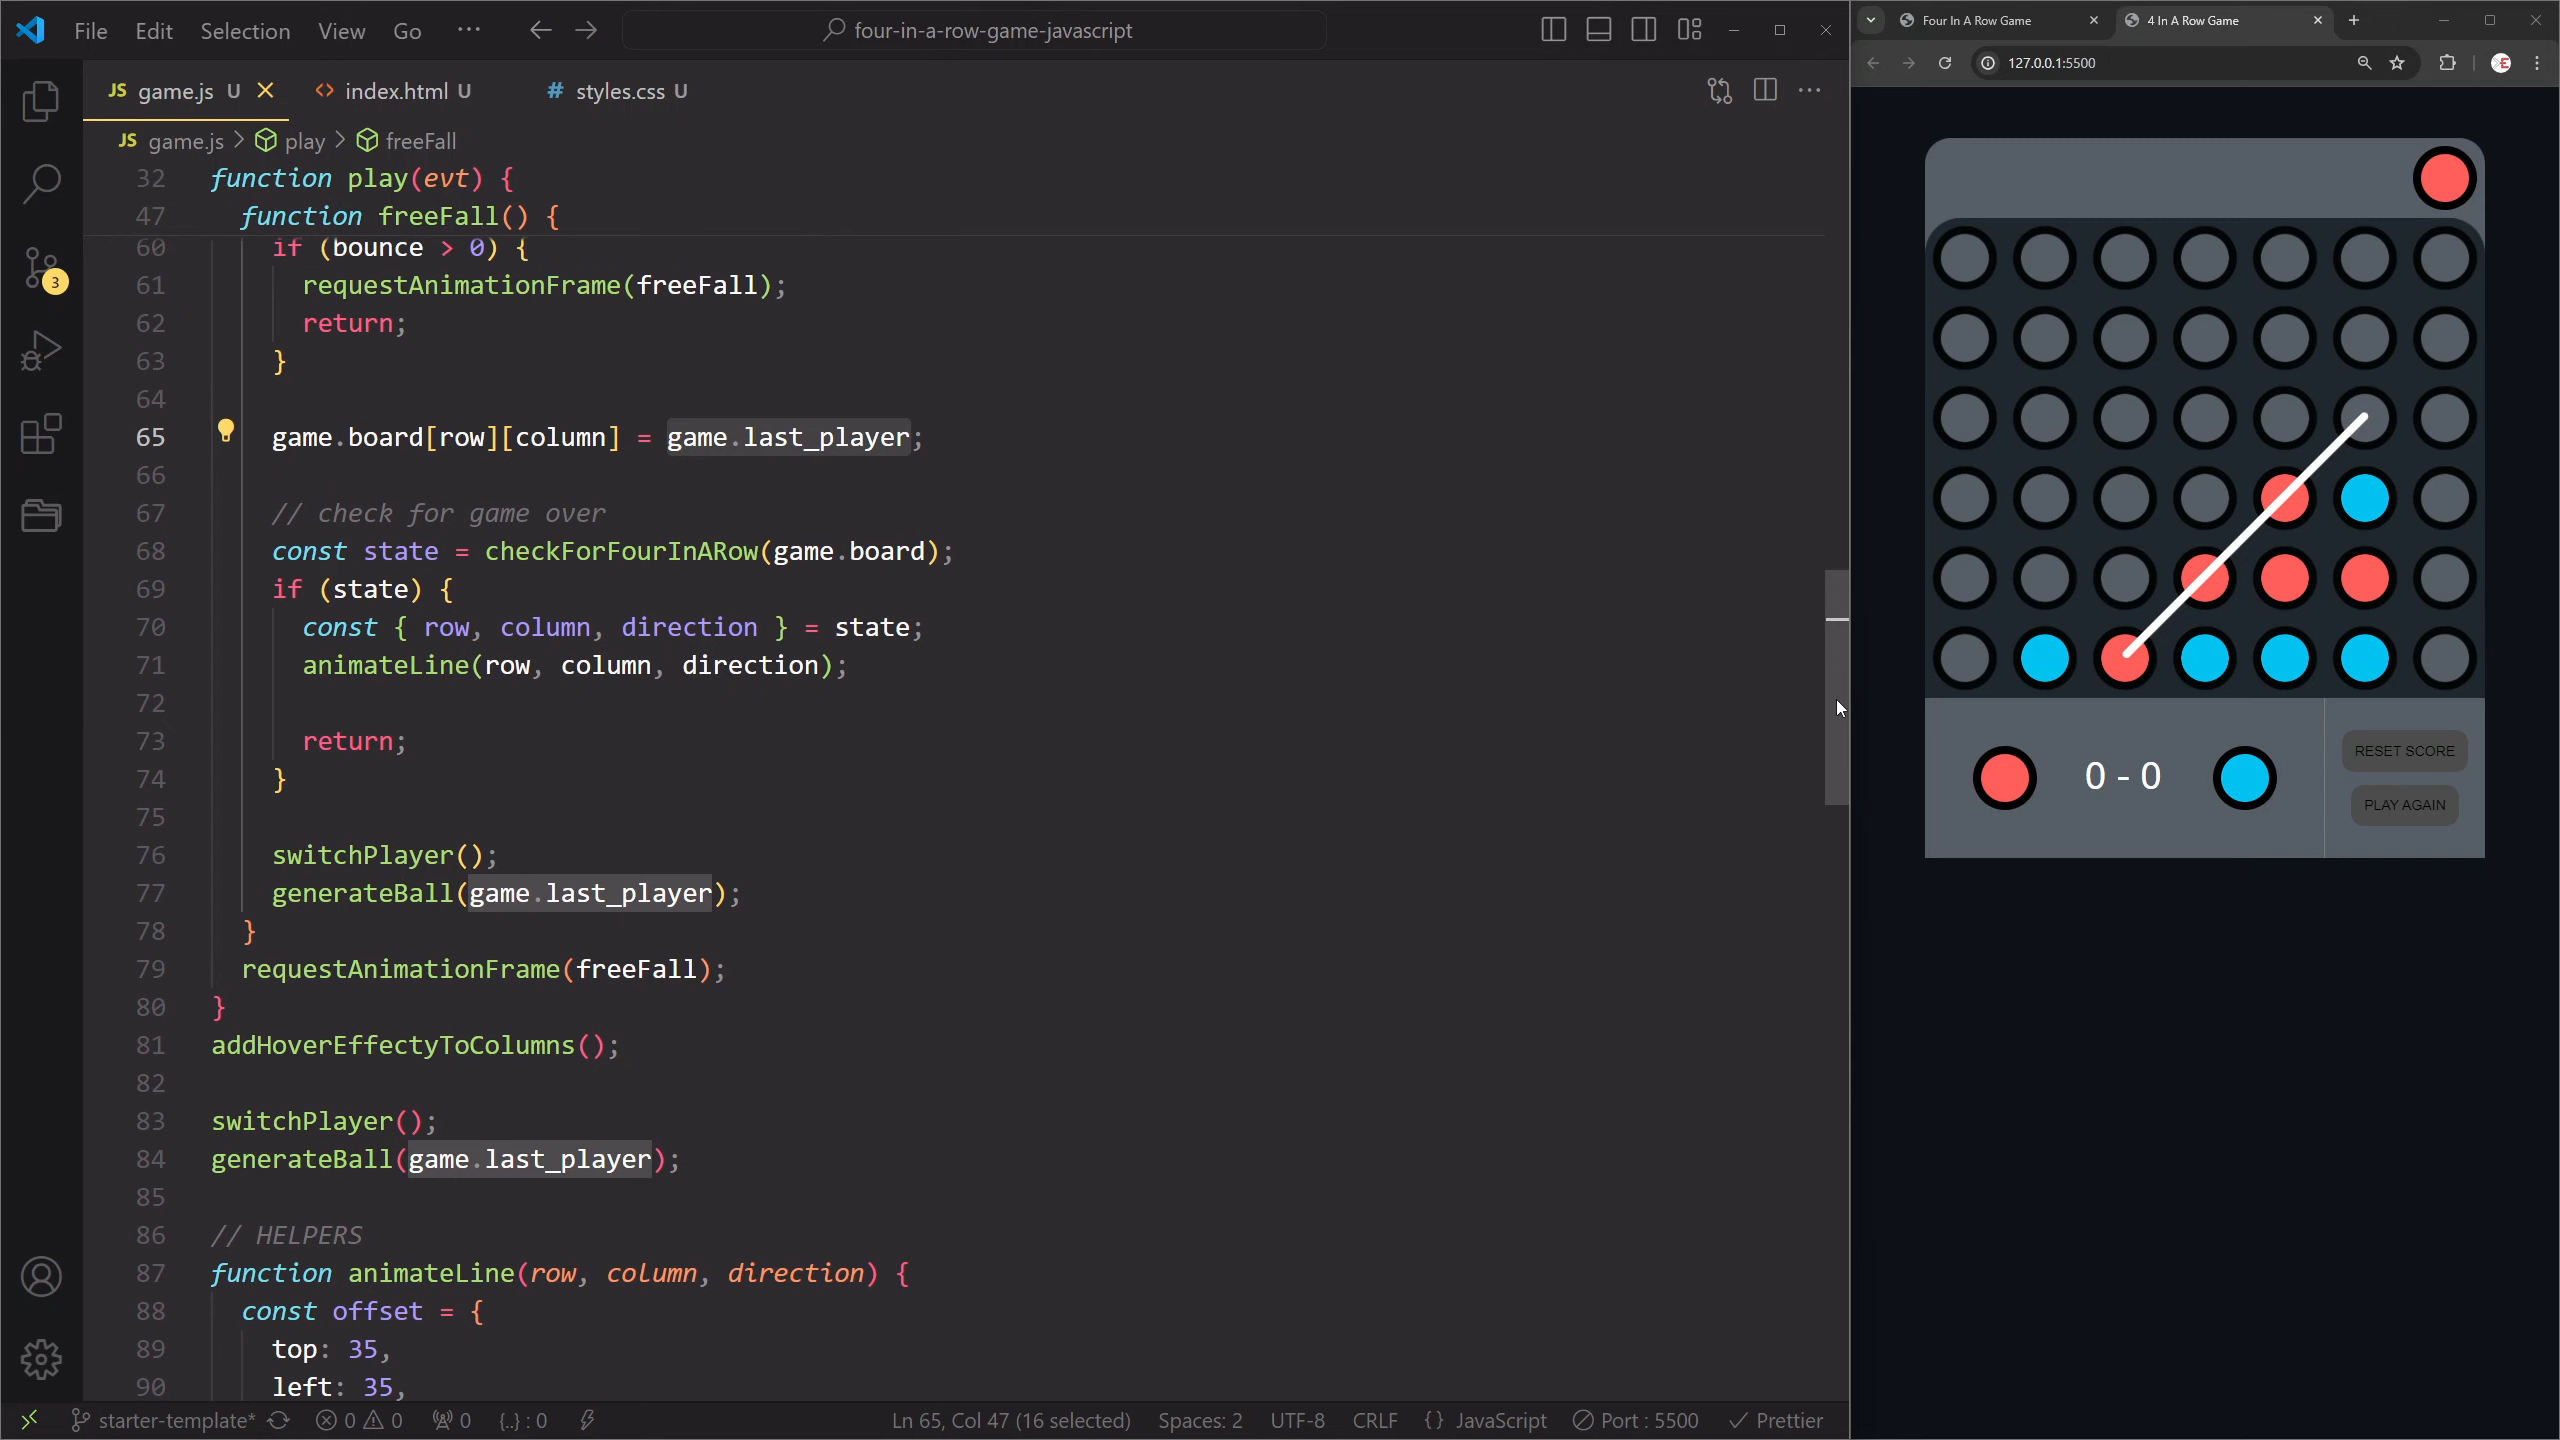 File Edit Selection View Go ··· four-in-a-row-game-javascript
JS game.js U index.html U # styles.css U
JS game.js > play > freeFall
32 function play(evt) {
47 function freeFall() {
60 if (bounce > 0) {
61 requestAnimationFrame(freeFall);
62 return;
63 }
64
65 game.board[row][column] = game.last_player;
66
67 // check for game over
68 const state = checkForFourInARow(game.board);
69 if (state) {
70 const { row, column, direction } = state;
71 animateLine(row, column, direction);
72
73 return;
74 }
75
76 switchPlayer();
77 generateBall(game.last_player);
78 }
79 requestAnimationFrame(freeFall);
80 }
81 addHoverEffectyToColumns();
82
83 switchPlayer();
84 generateBall(game.last_player);
85
86 // HELPERS
87 function animateLine(row, column, direction) {
88 const offset = {
89 top: 35,
90 left: 35,
3
starter-template* 0 0 0 {..} : 0 Ln 65, Col 47 (16 selected) Spaces: 2 UTF-8 CRLF {} JavaScript Port : 5500 Prettier
Four In A Row Game 4 In A Row Game
127.0.0.1:5500
0 - 0
RESET SCORE
PLAY AGAIN